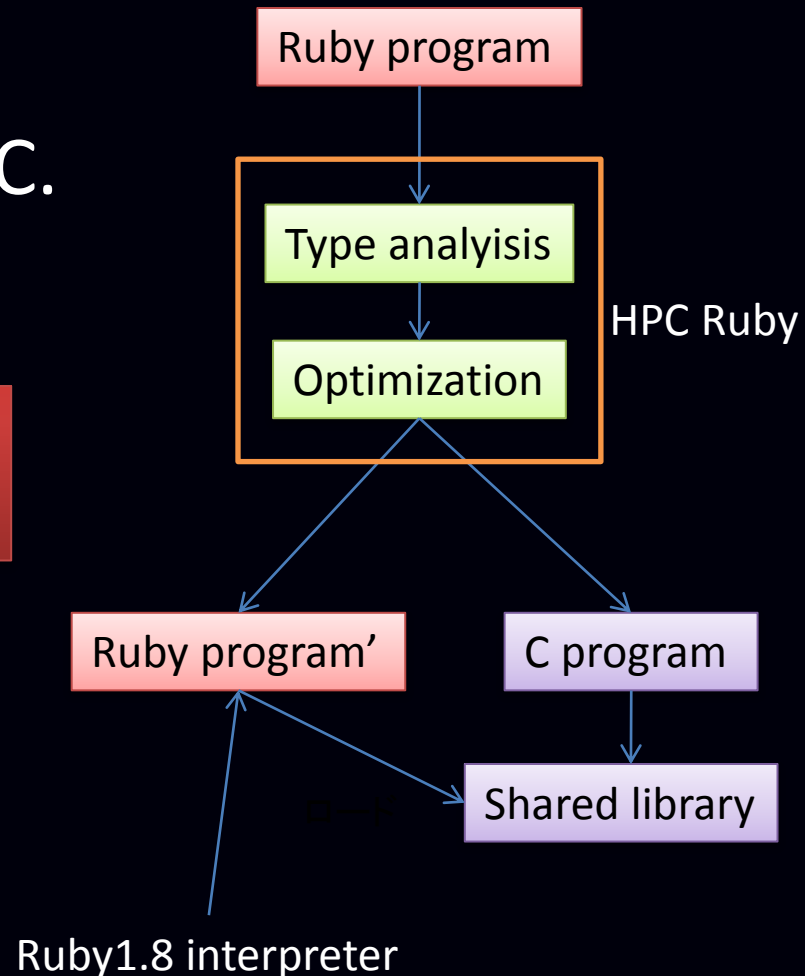 Ruby program
C.
Type analyisis
HPC Ruby
Optimization
Ruby program’
C program
Shared library
Ruby1.8 interpreter